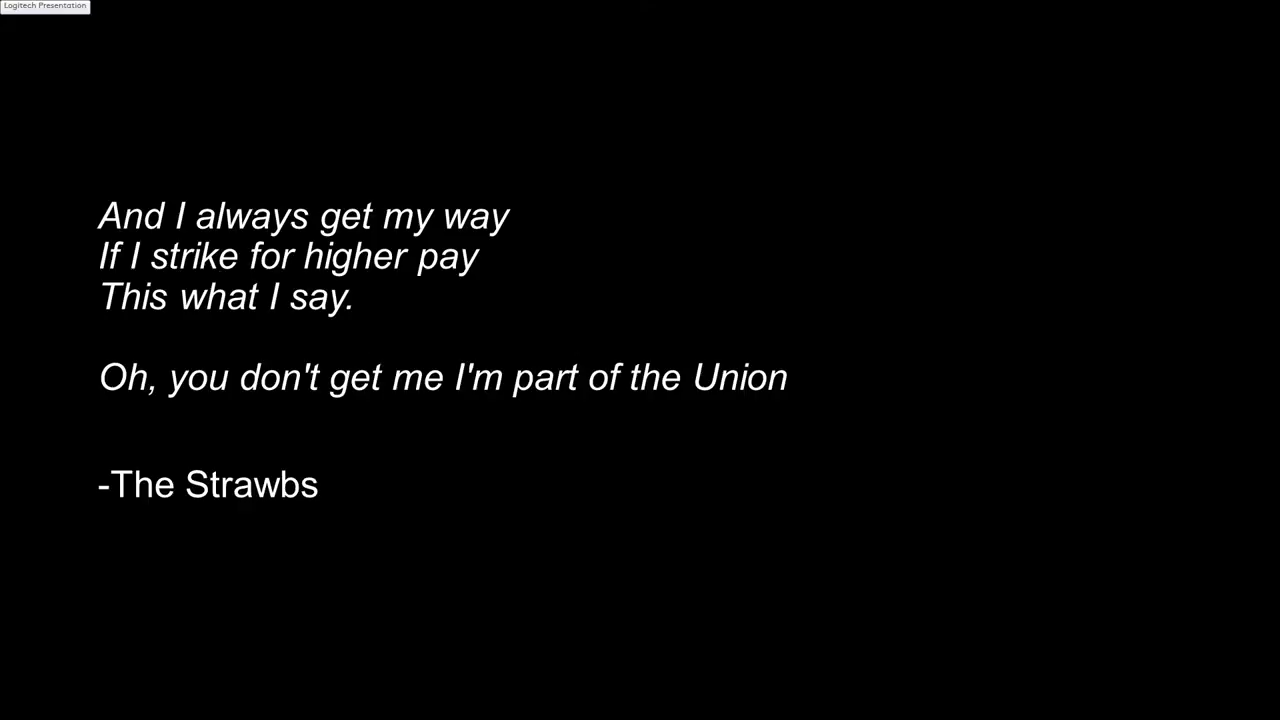 Logitech Presentation
And I always get my way
If I strike for higher pay
This what I say.
Oh, you don't get me I'm part of the Union
-The Strawbs